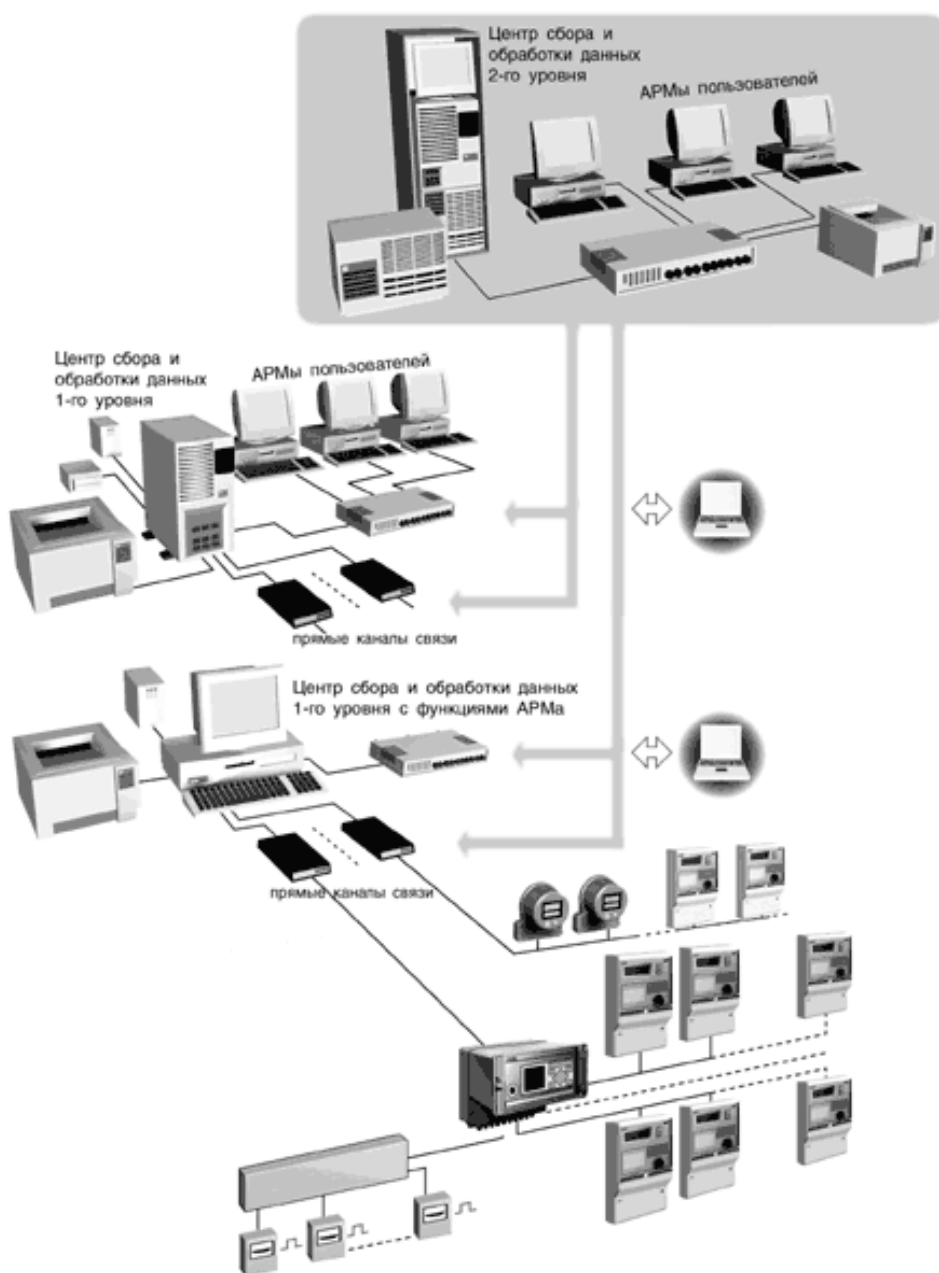 Центр сбора и
обработки данных
2-го уровня
АРМы пользователей
Центр сбора и
обработки данных
1-го уровня
АРМы пользователей
прямые каналы связи
Центр сбора и обработки данных
1-го уровня с функциями АРМа
прямые каналы связи